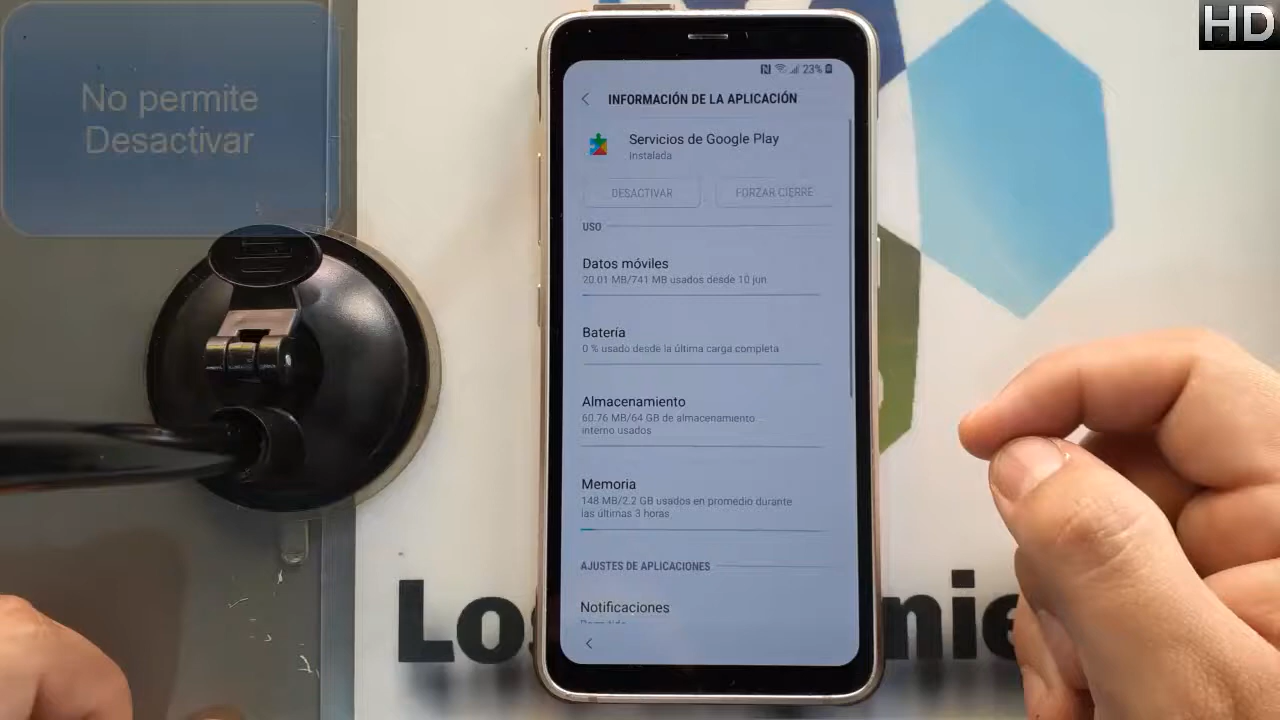 HD
No permite
Desactivar
23%
INFORMACIÓN DE LA APLICACIÓN
Servicios de Google Play
Instalada
DESACTIVAR
FORZAR CIERRE
USO
Datos móviles
20.01 MB/741 MB usados desde 10 jun
Batería
0 % usado desde la última carga completa
Almacenamiento
60.76 MB/64 GB de almacenamiento
interno usados
Memoria
148 MB/2.2 GB usados en promedio durante
las últimas 3 horas
AJUSTES DE APLICACIONES
Notificaciones